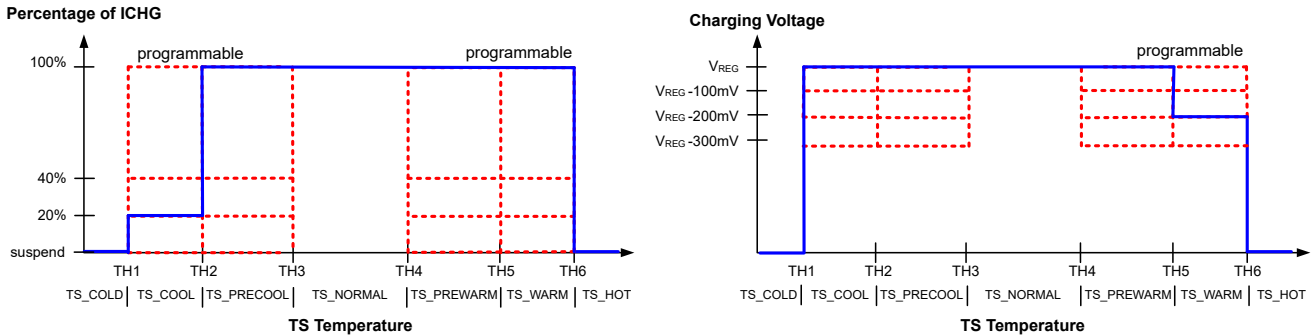 Percentage of ICHG
programmable
programmable
100%
40%
20%
suspend
TH1 TH2 TH3 TH4 TH5 TH6
TS_COLD TS_COOL TS_PRECOOL TS_NORMAL TS_PREWARM TS_WARM TS_HOT
TS Temperature
Charging Voltage
programmable
VREG
VREG -100mV
VREG -200mV
VREG -300mV
TH1 TH2 TH3 TH4 TH5 TH6
TS_COLD TS_COOL TS_PRECOOL TS_NORMAL TS_PREWARM TS_WARM TS_HOT
TS Temperature